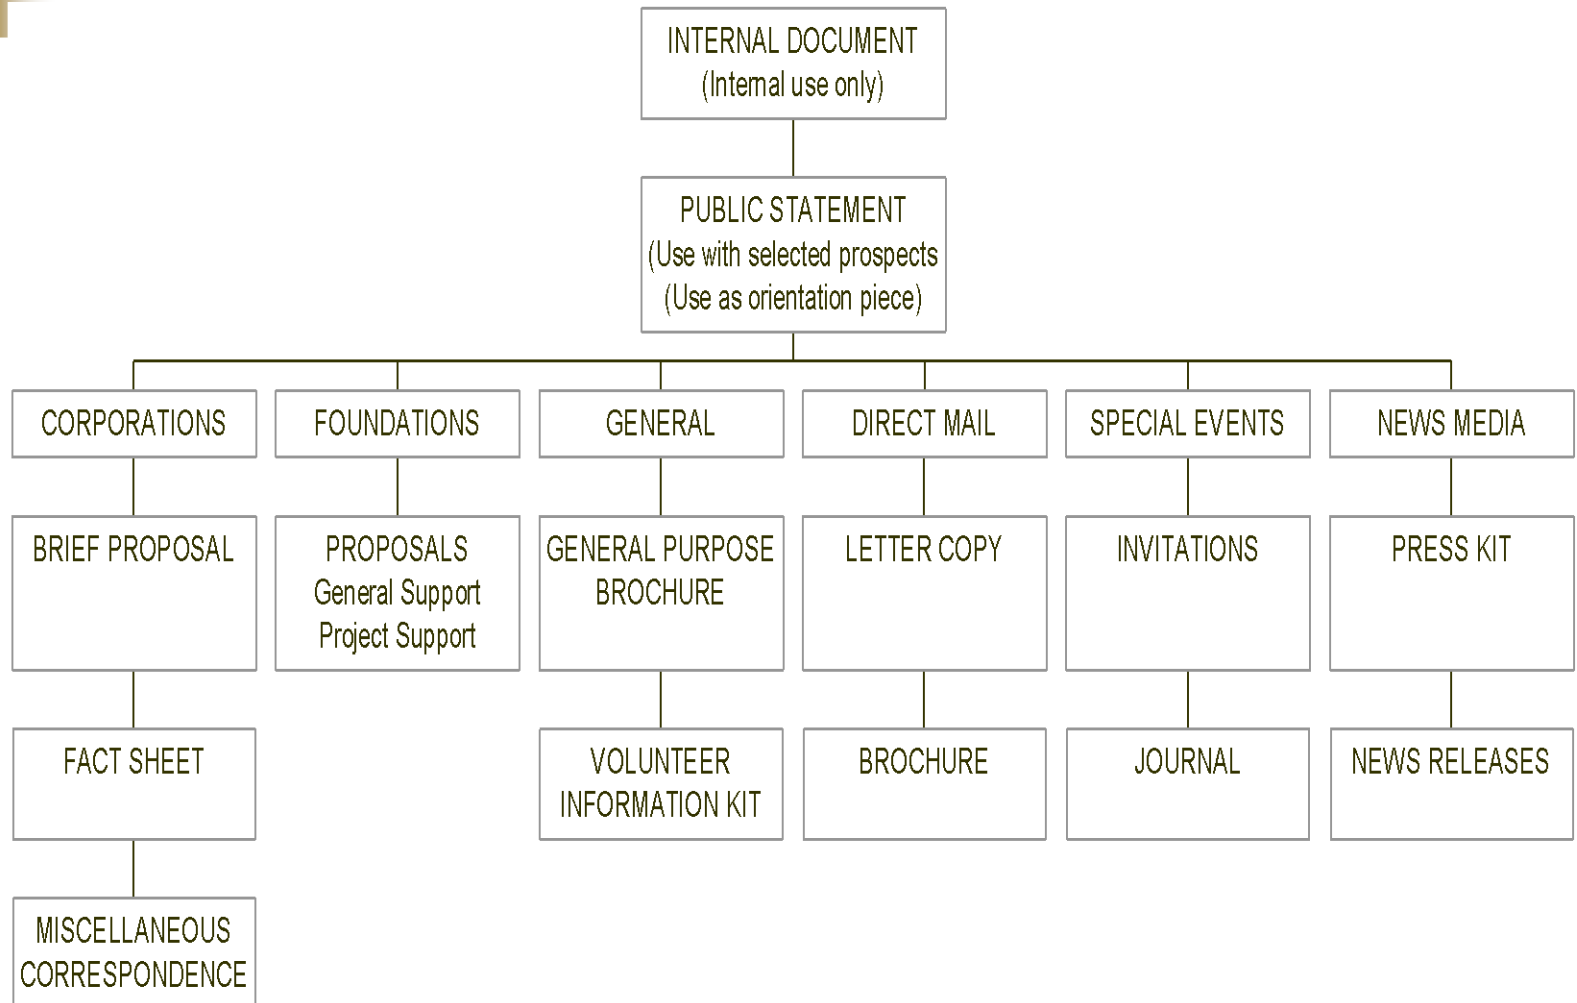 INTERNAL DOCUMENT
(Internal use only)
PUBLIC STATEMENT
(Use with selected prospects
(Use as orientation piece)
CORPORATIONS
FOUNDATIONS
GENERAL
DIRECT MAIL
SPECIAL EVENTS
NEWS MEDIA
BRIEF PROPOSAL
PROPOSALS
General Support
Project Support
GENERAL PURPOSE
BROCHURE
LETTER COPY
INVITATIONS
PRESS KIT
FACT SHEET
VOLUNTEER
INFORMATION KIT
BROCHURE
JOURNAL
NEWS RELEASES
MISCELLANEOUS
CORRESPONDENCE